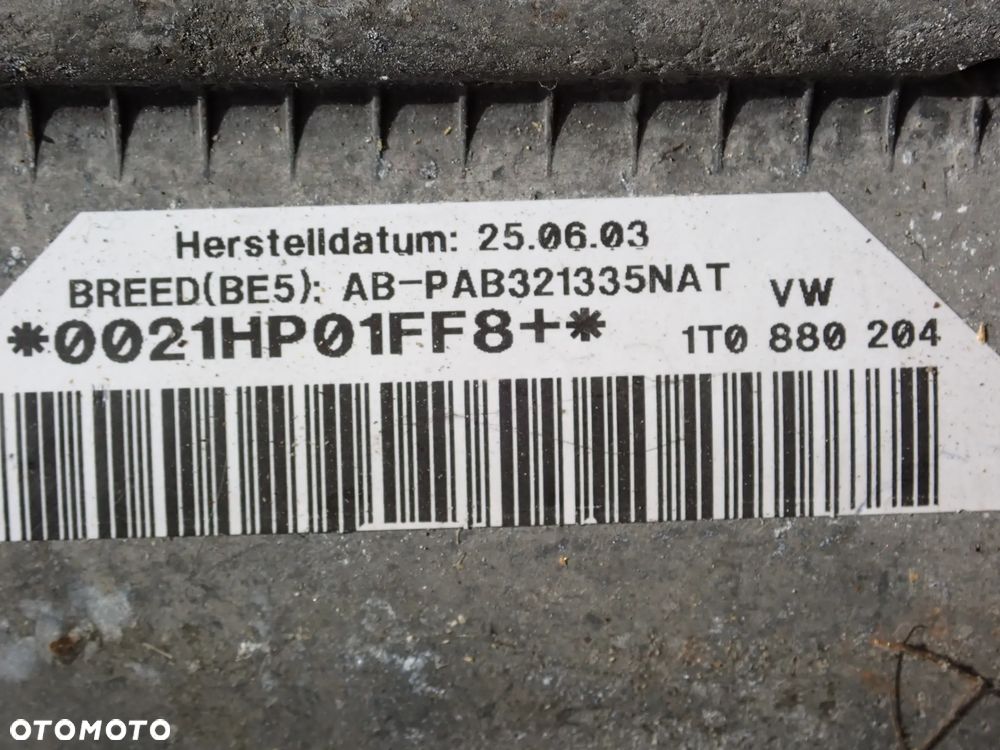 Herstelldatum: 25.06.03
BREED(BE5): AB-PAB321335NAT VW
*0021HP01FF8+* 1T0 880 204
OTOMOTO